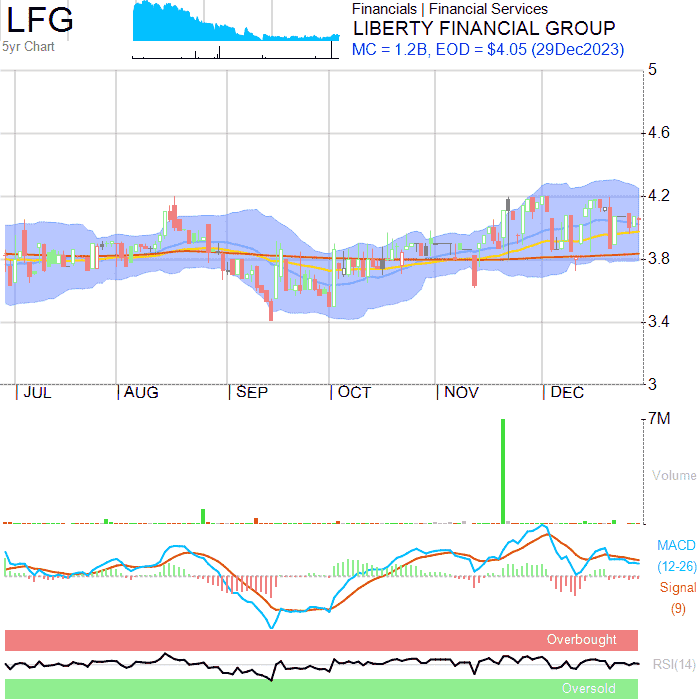 LFG
5yr Chart
Financials | Financial Services
LIBERTY FINANCIAL GROUP
MC = 1.2B, EOD = $4.05 (29Dec2023)
5
4.6
4.2
3.8
3.4
3
JUL AUG SEP OCT NOV DEC
7M
Volume
MACD
(12-26)
Signal
(9)
Overbought
RSI(14)
Oversold